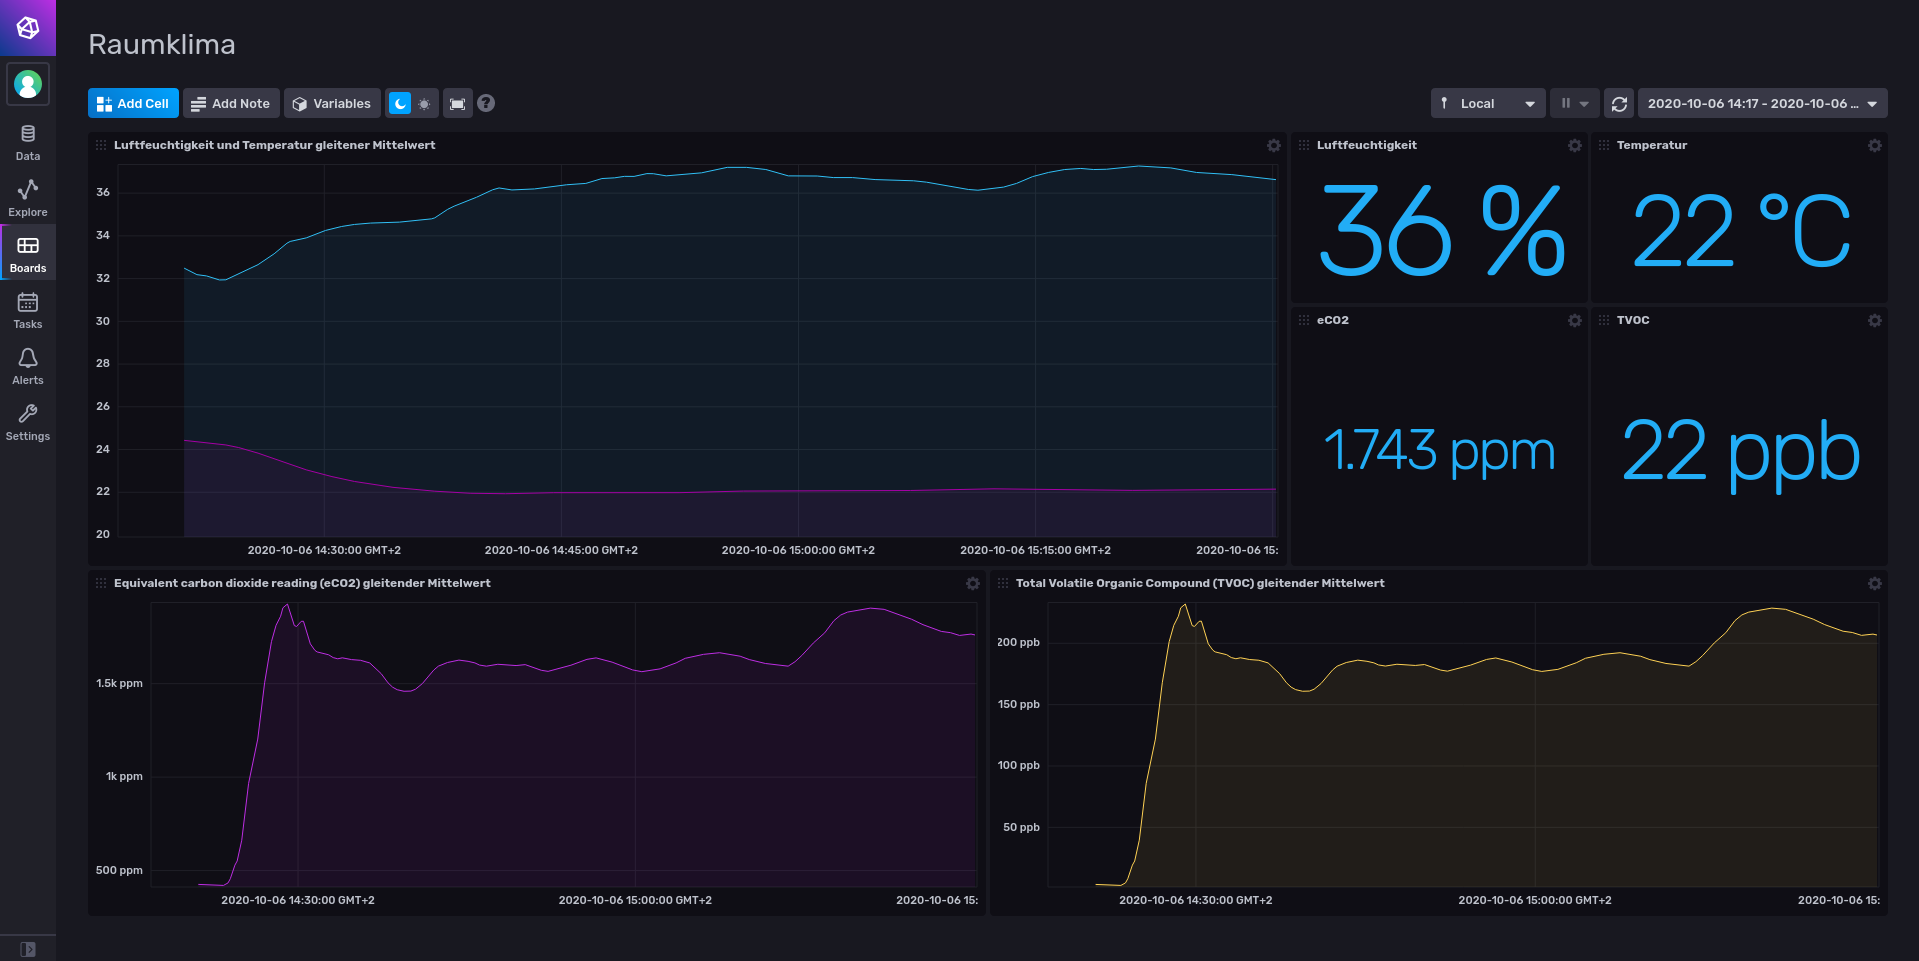 Raumklima
Add Cell
Add Note
Variables
?
Local
2020-10-06 14:17 - 2020-10-06 ...
Data
Explore
Boards
Tasks
Alerts
Settings
Luftfeuchtigkeit und Temperatur gleitener Mittelwert
36
34
32
30
28
26
24
22
20
2020-10-06 14:30:00 GMT+2
2020-10-06 14:45:00 GMT+2
2020-10-06 15:00:00 GMT+2
2020-10-06 15:15:00 GMT+2
2020-10-06 15:
Luftfeuchtigkeit
36 %
Temperatur
22 °C
eCO2
1.743 ppm
TVOC
22 ppb
Equivalent carbon dioxide reading (eCO2) gleitender Mittelwert
1.5k ppm
1k ppm
500 ppm
2020-10-06 14:30:00 GMT+2
2020-10-06 15:00:00 GMT+2
2020-10-06 15:
Total Volatile Organic Compound (TVOC) gleitender Mittelwert
200 ppb
150 ppb
100 ppb
50 ppb
2020-10-06 14:30:00 GMT+2
2020-10-06 15:00:00 GMT+2
2020-10-06 15: